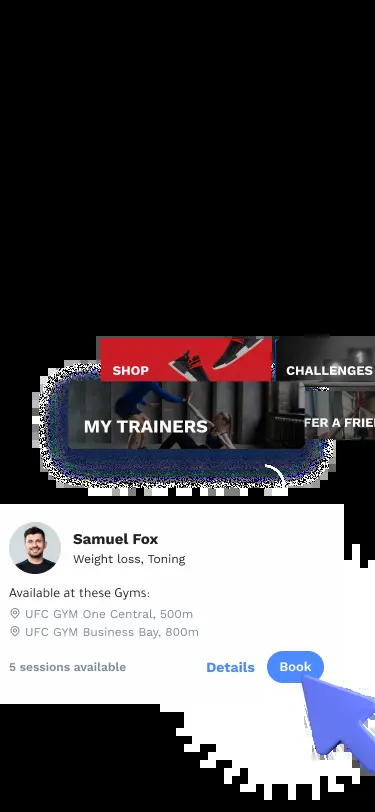 SHOP
CHALLENGES
MY TRAINERS
FER A FRIE
Samuel Fox
Weight loss, Toning
Available at these Gyms:
UFC GYM One Central, 500m
UFC GYM Business Bay, 800m
5 sessions available
Details
Book